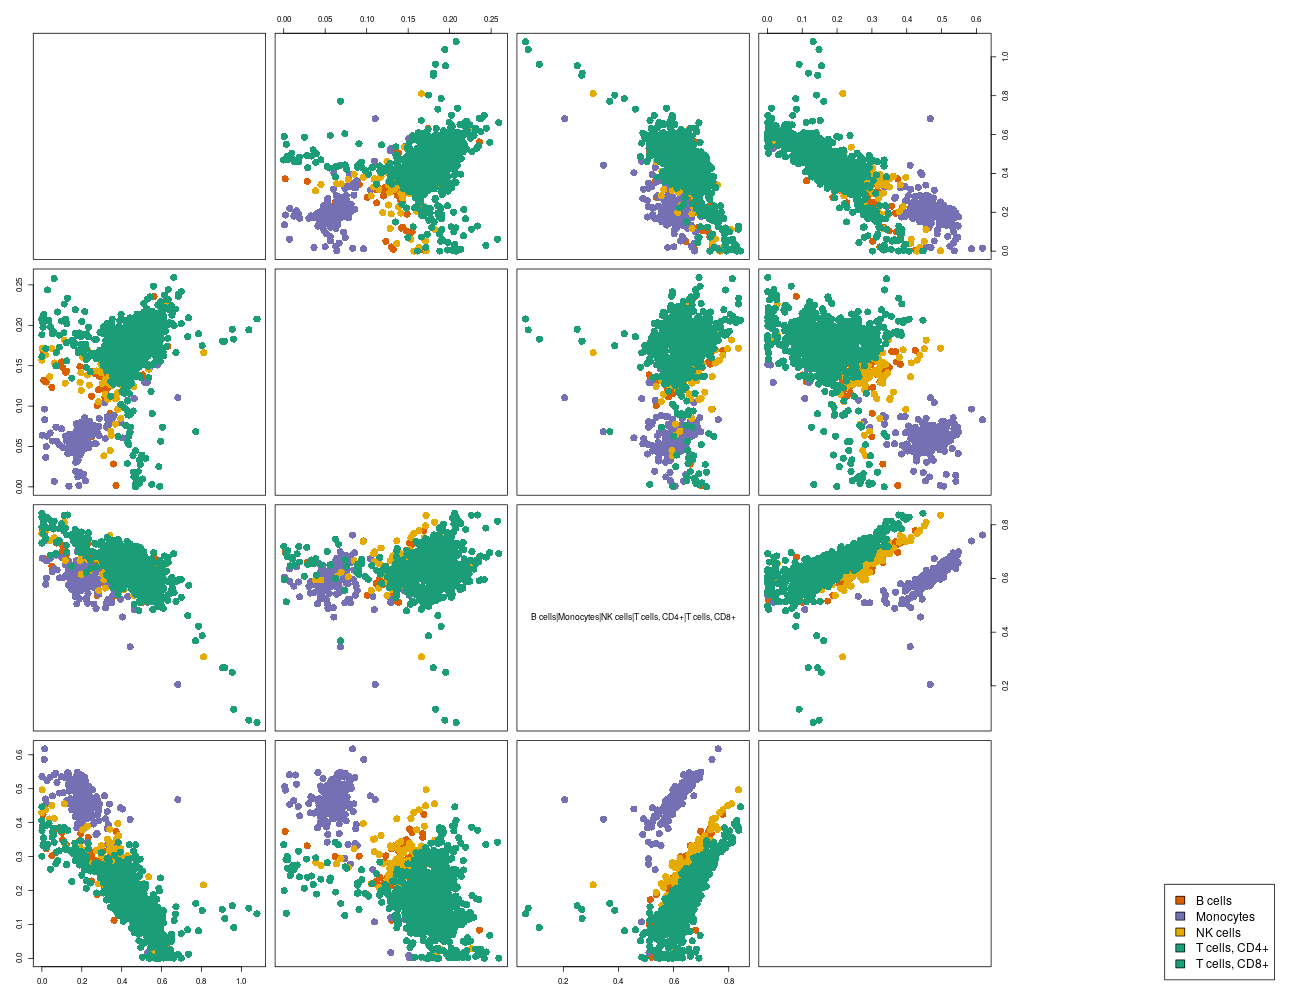 0.00 0.05 0.10 0.15 0.20 0.25
0.0 0.1 0.2 0.3 0.4 0.5 0.6
0.0 0.2 0.4 0.6 0.8 1.0
0.00 0.05 0.10 0.15 0.20 0.25
B cells|Monocytes|NK cells|T cells, CD4+|T cells, CD8+
0.2 0.4 0.6 0.8
0.0 0.1 0.2 0.3 0.4 0.5 0.6
0.0 0.2 0.4 0.6 0.8 1.0
0.2 0.4 0.6 0.8
B cells
Monocytes
NK cells
T cells, CD4+
T cells, CD8+